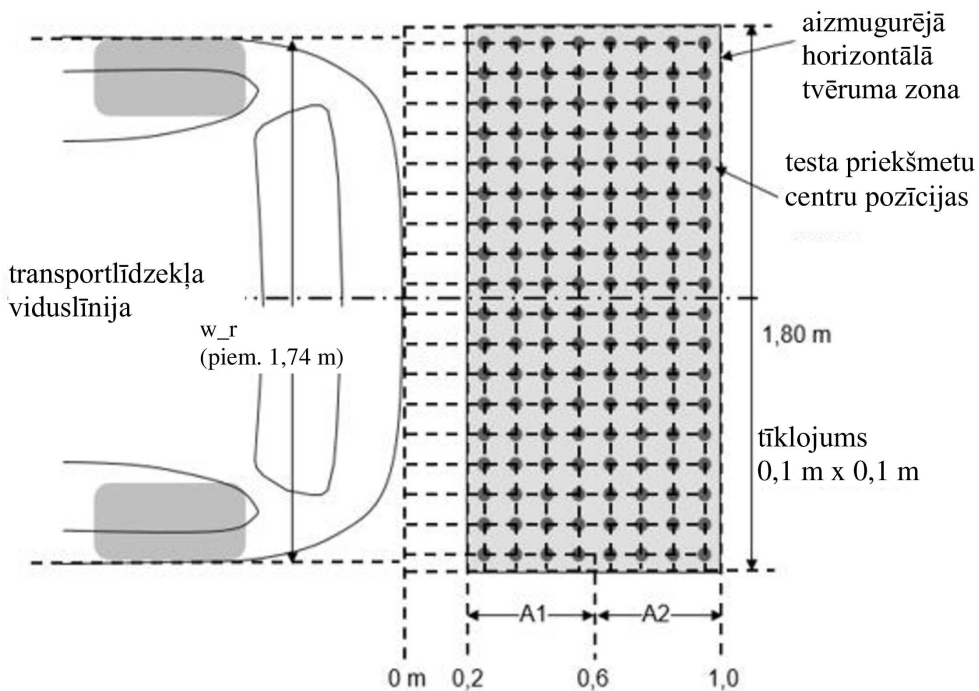 aizmugurējā
horizontālā
tvēruma zona
testa priekšmetu
centru pozīcijas
transportlīdzekļa
viduslīnija
w_r
(piem. 1,74 m)
1,80 m
tīklojums
0,1 m x 0,1 m
A1
A2
0 m
0,2
0,6
1,0